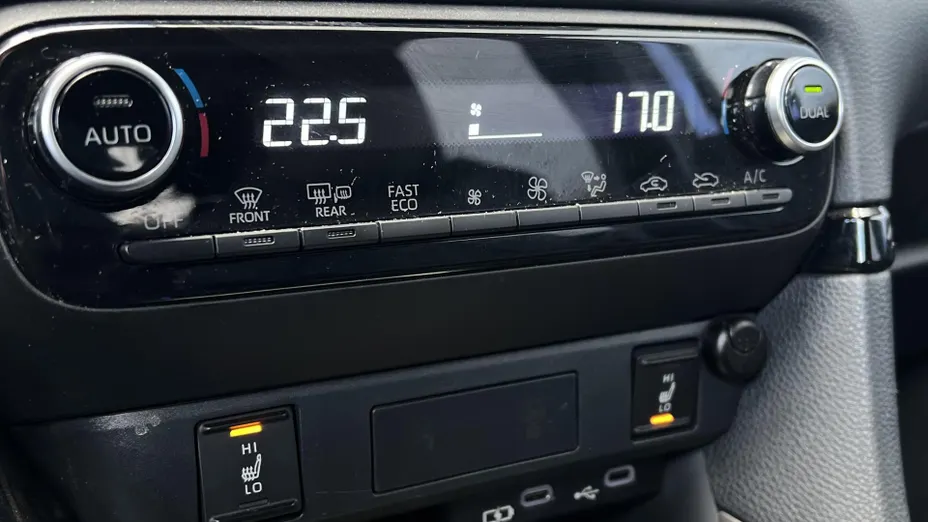 22.5
17.0
AUTO
DUAL
OFF
FRONT
REAR
FAST
ECO
A/C
HI
LO
HI
LO